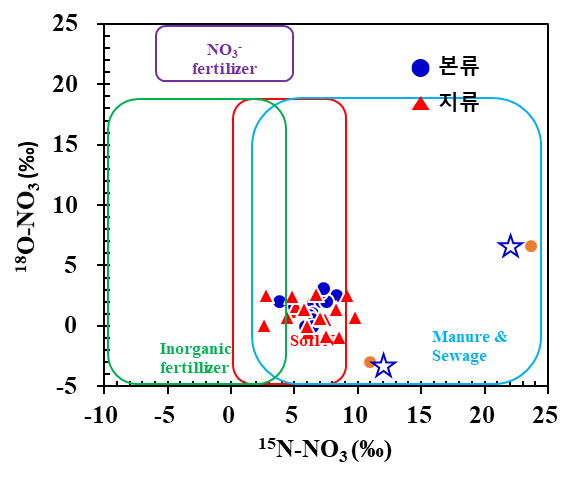 25
20
15
10
5
0
-5
-10
-5
0
5
10
15
20
25
¹⁸O-NO₃ (‰)
¹⁵N-NO₃ (‰)
NO₃⁻
fertilizer
본류
지류
Soil N
Inorganic
fertillizer
Manure &
Sewage